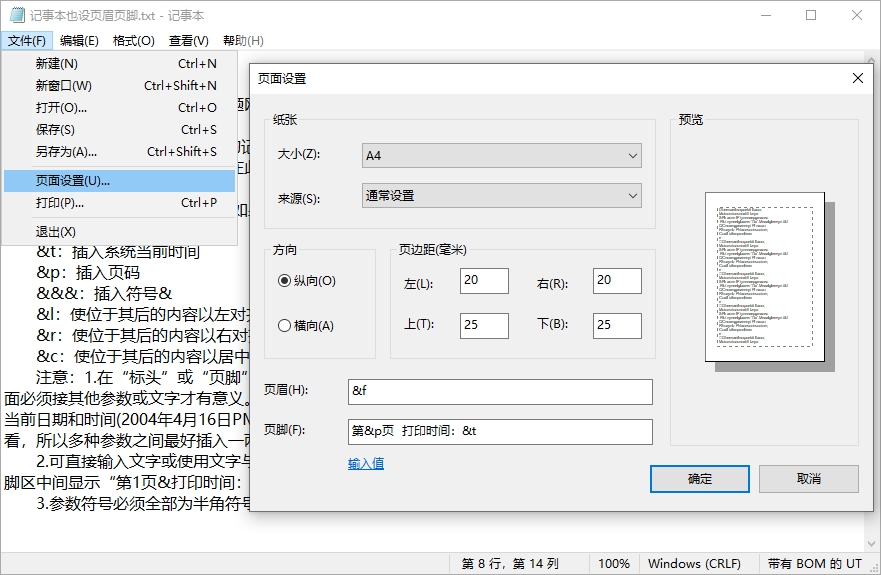 记事本也设页眉页脚.txt - 记事本
文件(F) 编辑(E) 格式(O) 查看(V) 帮助(H)
新建(N) Ctrl+N
新窗口(W) Ctrl+Shift+N
打开(O)... Ctrl+O
保存(S) Ctrl+S
另存为(A)... Ctrl+Shift+S
页面设置(U)...
打印(P)... Ctrl+P
退出(X)
&t：插入系统当前时间
&p：插入页码
&&&：插入符号&
&l：使位于其后的内容以左对
&r：使位于其后的内容以右对
&c：使位于其后的内容以居中
注意：1.在“标头”或“页脚”
面必须接其他参数或文字才有意义。
当前日期和时间(2004年4月16日PM
看，所以多种参数之间最好插入一
2.可直接输入文字或使用文字与
脚区中间显示“第1页&打印时间：
3.参数符号必须全部为半角符号
页面设置
纸张
大小(Z): A4
来源(S): 通常设置
方向
纵向(O)
横向(A)
页边距(毫米)
左(L): 20 右(R): 20
上(T): 25 下(B): 25
预览
页眉(H): &f
页脚(F): 第&p页 打印时间：&t
输入值
确定 取消
第 8 行，第 14 列 100% Windows (CRLF) 带有 BOM 的 UT